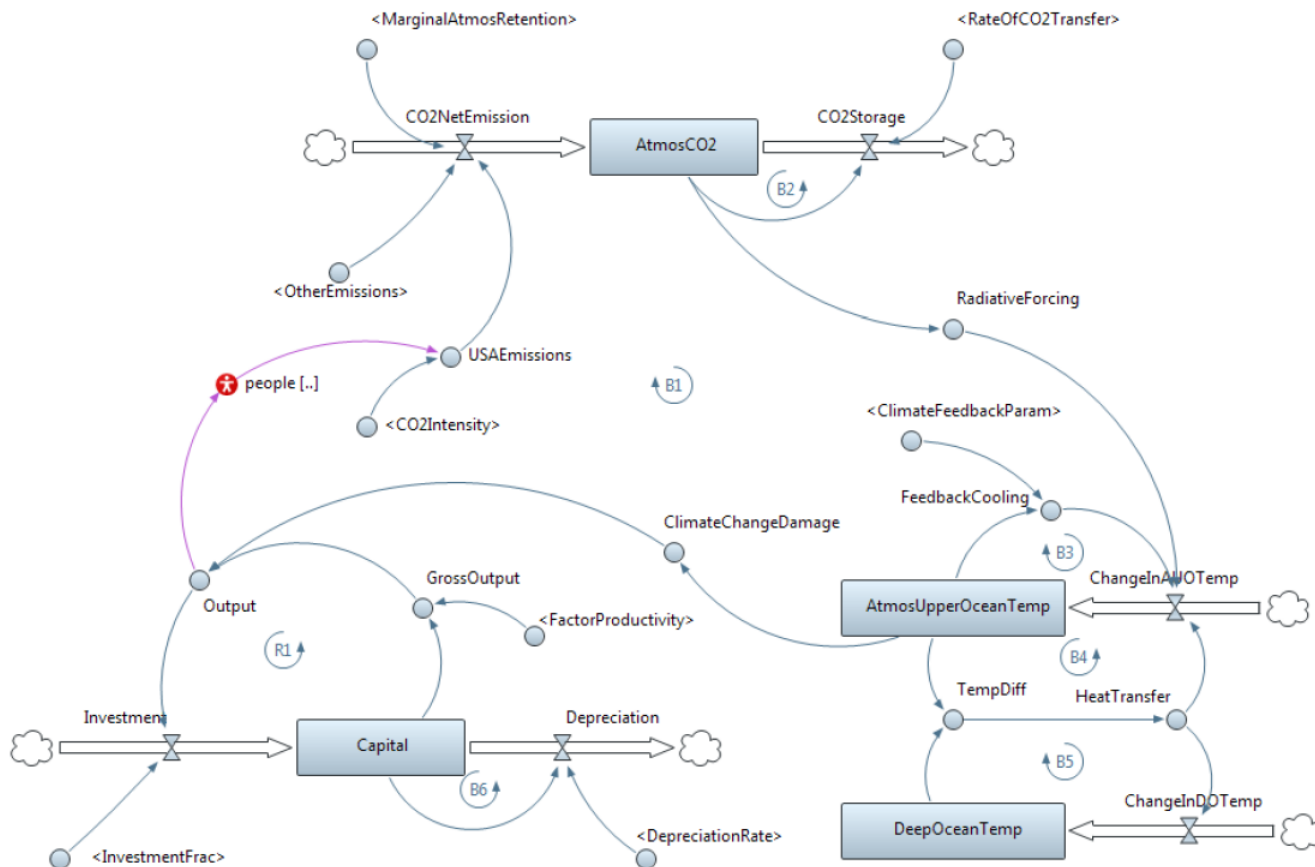 <MarginalAtmosRetention>
<RateOfCO2Transfer>
CO2NetEmission
CO2Storage
AtmosCO2
B2
<OtherEmissions>
RadiativeForcing
USAEmissions
people [..]
B1
<CO2Intensity>
<ClimateFeedbackParam>
FeedbackCooling
ClimateChangeDamage
B3
GrossOutput
ChangeInAUOTemp
Output
AtmosUpperOceanTemp
<FactorProductivity>
R1
B4
TempDiff
HeatTransfer
Investment
Depreciation
Capital
B5
B6
ChangeInDOTemp
DeepOceanTemp
<DepreciationRate>
<InvestmentFrac>